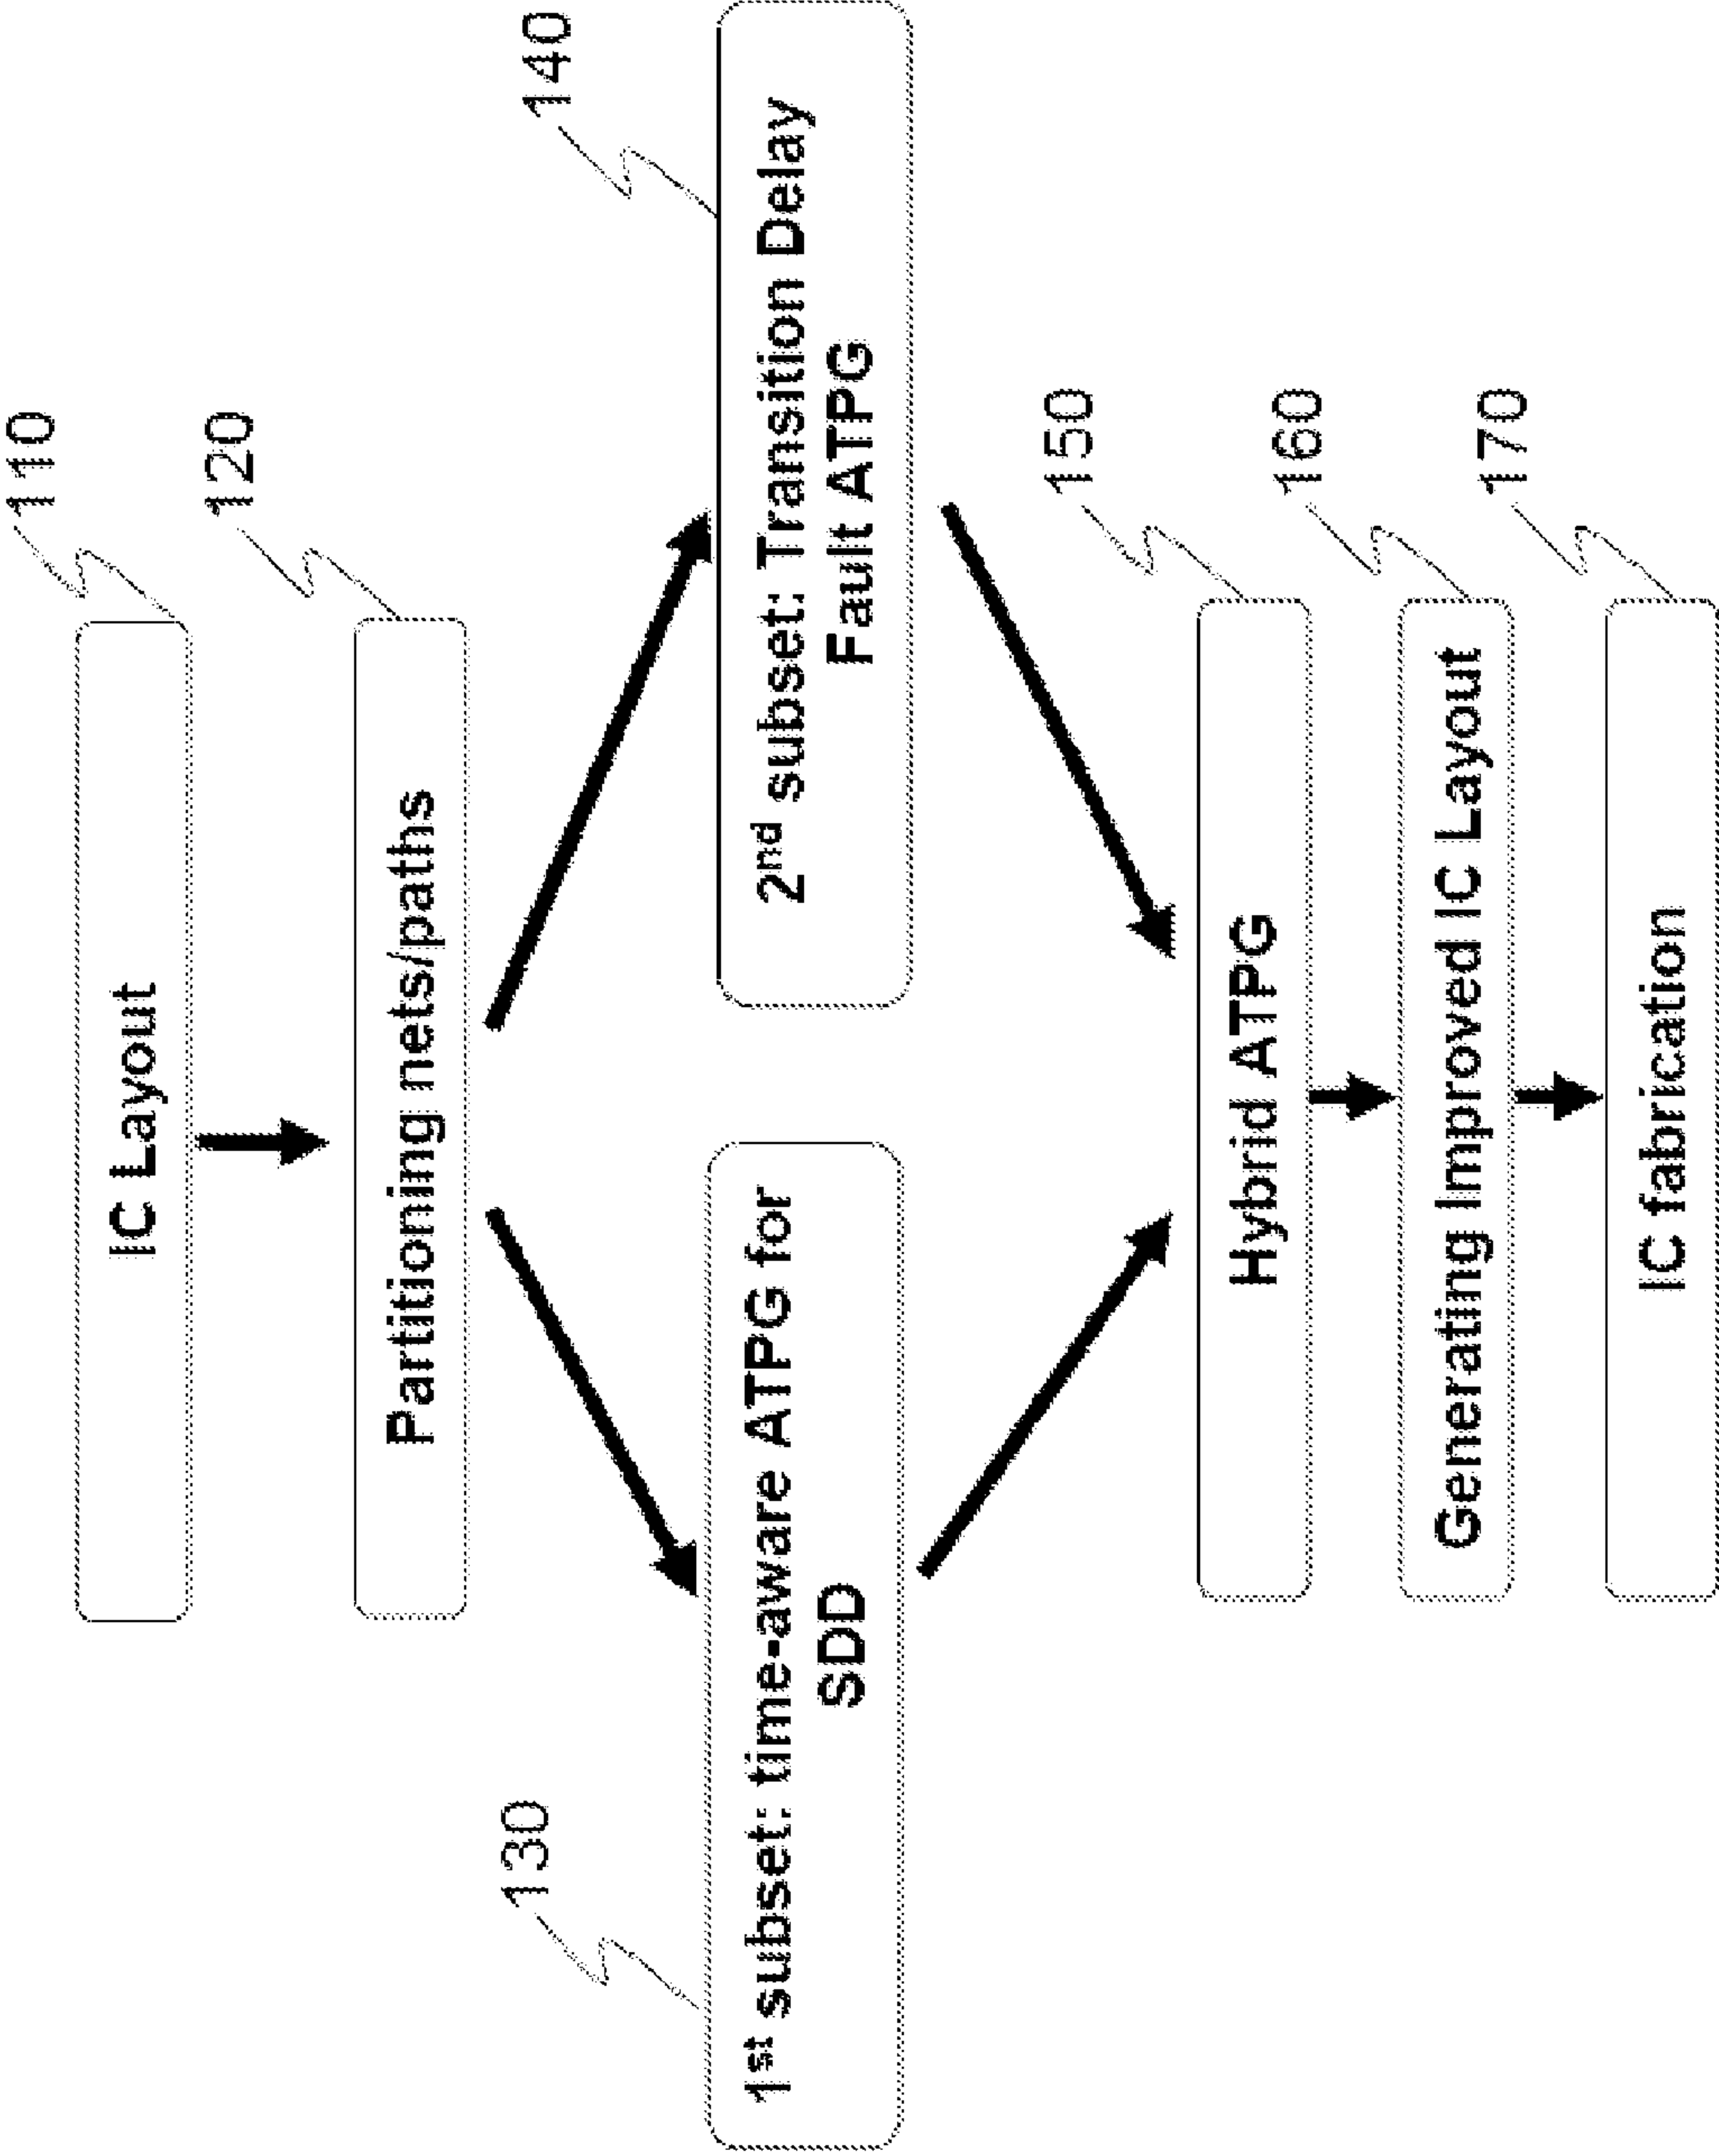 110
IC Layout
120
Partitioning nets/paths
130
1st subset: time-aware ATPG for
SDD
140
2nd subset: Transition Delay
Fault ATPG
150
Hybrid ATPG
160
Generating Improved IC Layout
170
IC fabrication